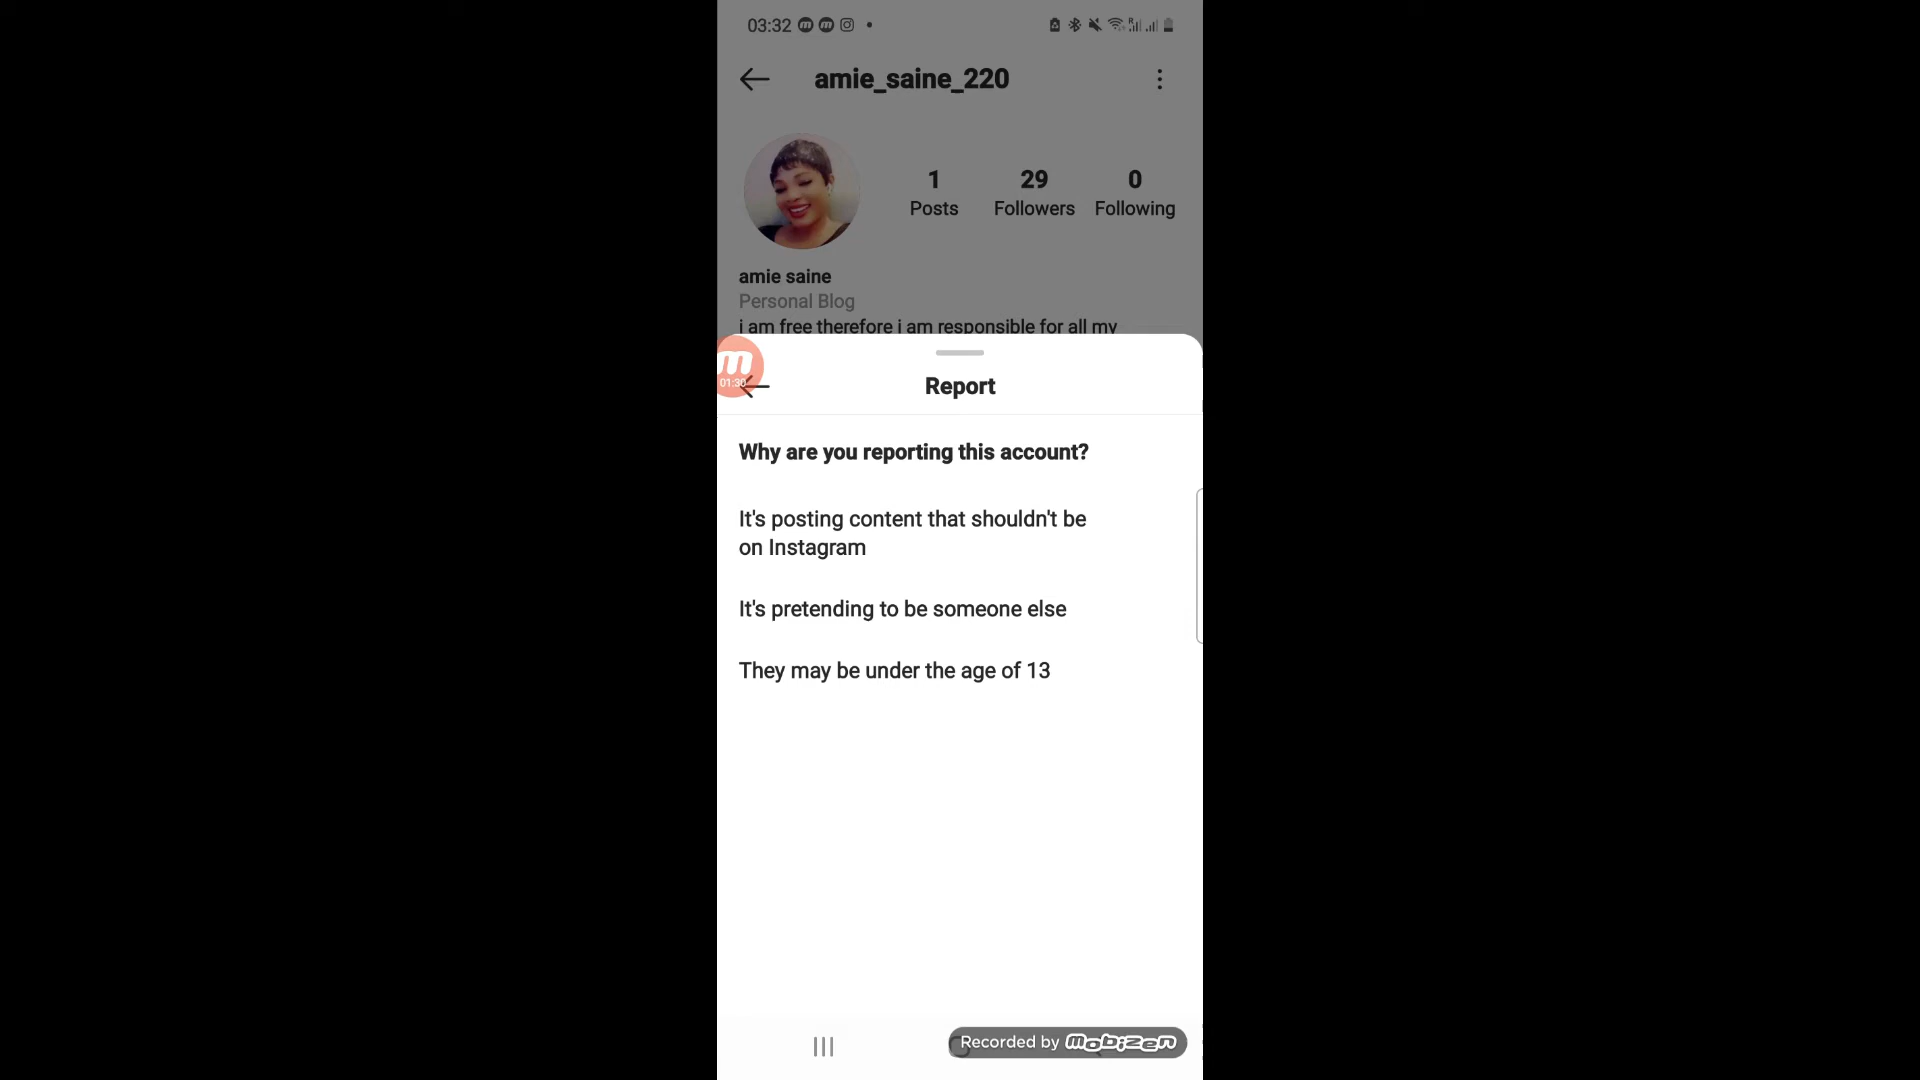 03:32
amie_saine_220
1
Posts
29
Followers
0
Following
amie saine
Personal Blog
i am free therefore i am responsible for all my
01:30
Report
Why are you reporting this account?
It's posting content that shouldn't be
on Instagram
It's pretending to be someone else
They may be under the age of 13
Recorded by mobizen